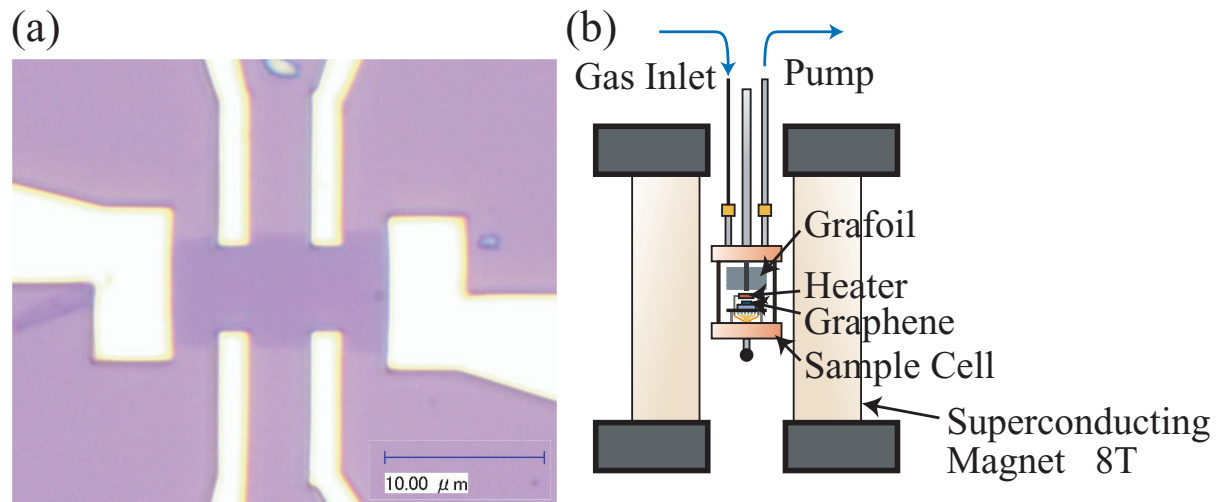 (a)
10.00 μm
(b)
Gas Inlet
Pump
Grafoil
Heater
Graphene
Sample Cell
Superconducting
Magnet 8T